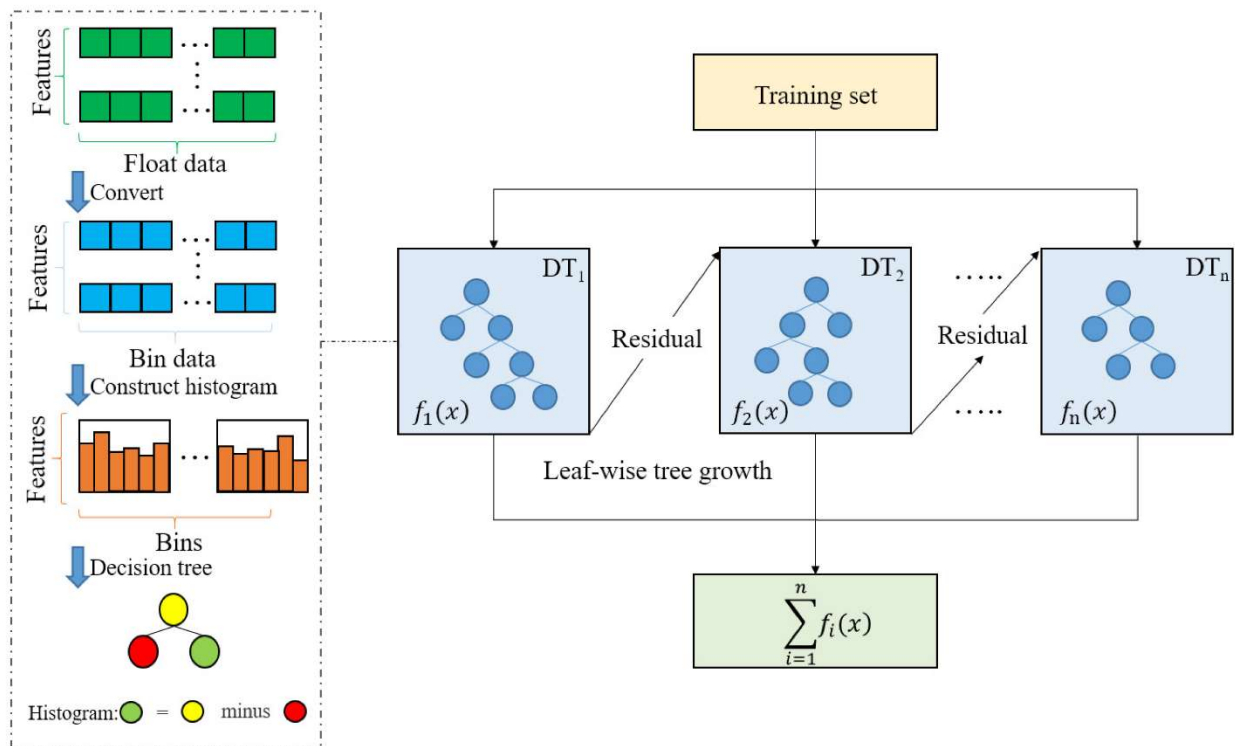 Features
Float data
Convert
Features
Bin data
Construct histogram
Features
Bins
Decision tree
Histogram: = minus
Training set
DT₁
f₁(x)
Residual
DT₂
f₂(x)
.....
Residual
.....
DTₙ
fₙ(x)
Leaf-wise tree growth
n
∑ fᵢ(x)
i=1